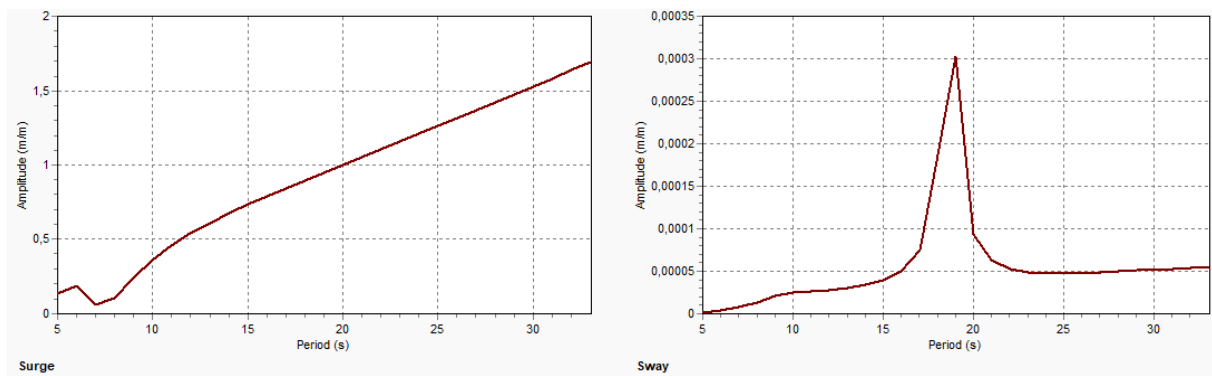 2
1,5
1
0,5
0
Amplitude (m/m)
5 10 15 20 25 30
Period (s)
Surge
0,00035
0,0003
0,00025
0,0002
0,00015
0,0001
0,00005
0
Amplitude (m/m)
5 10 15 20 25 30
Period (s)
Sway